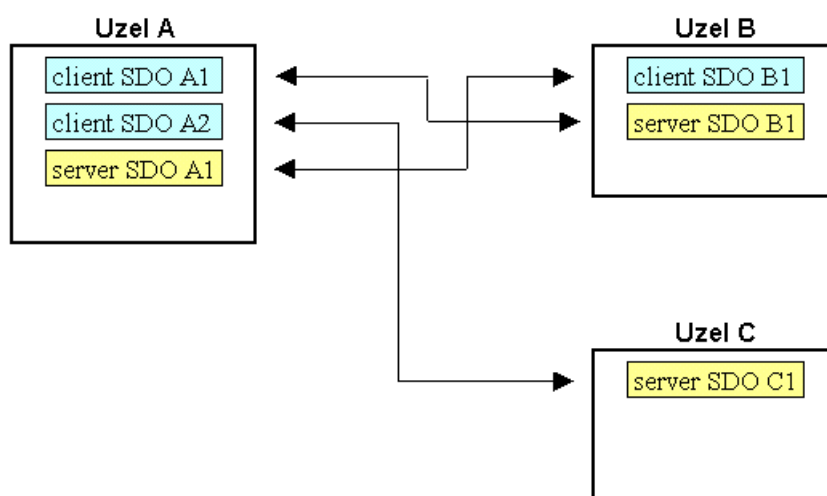 Uzel A
client SDO A1
client SDO A2
server SDO A1
Uzel B
client SDO B1
server SDO B1
Uzel C
server SDO C1